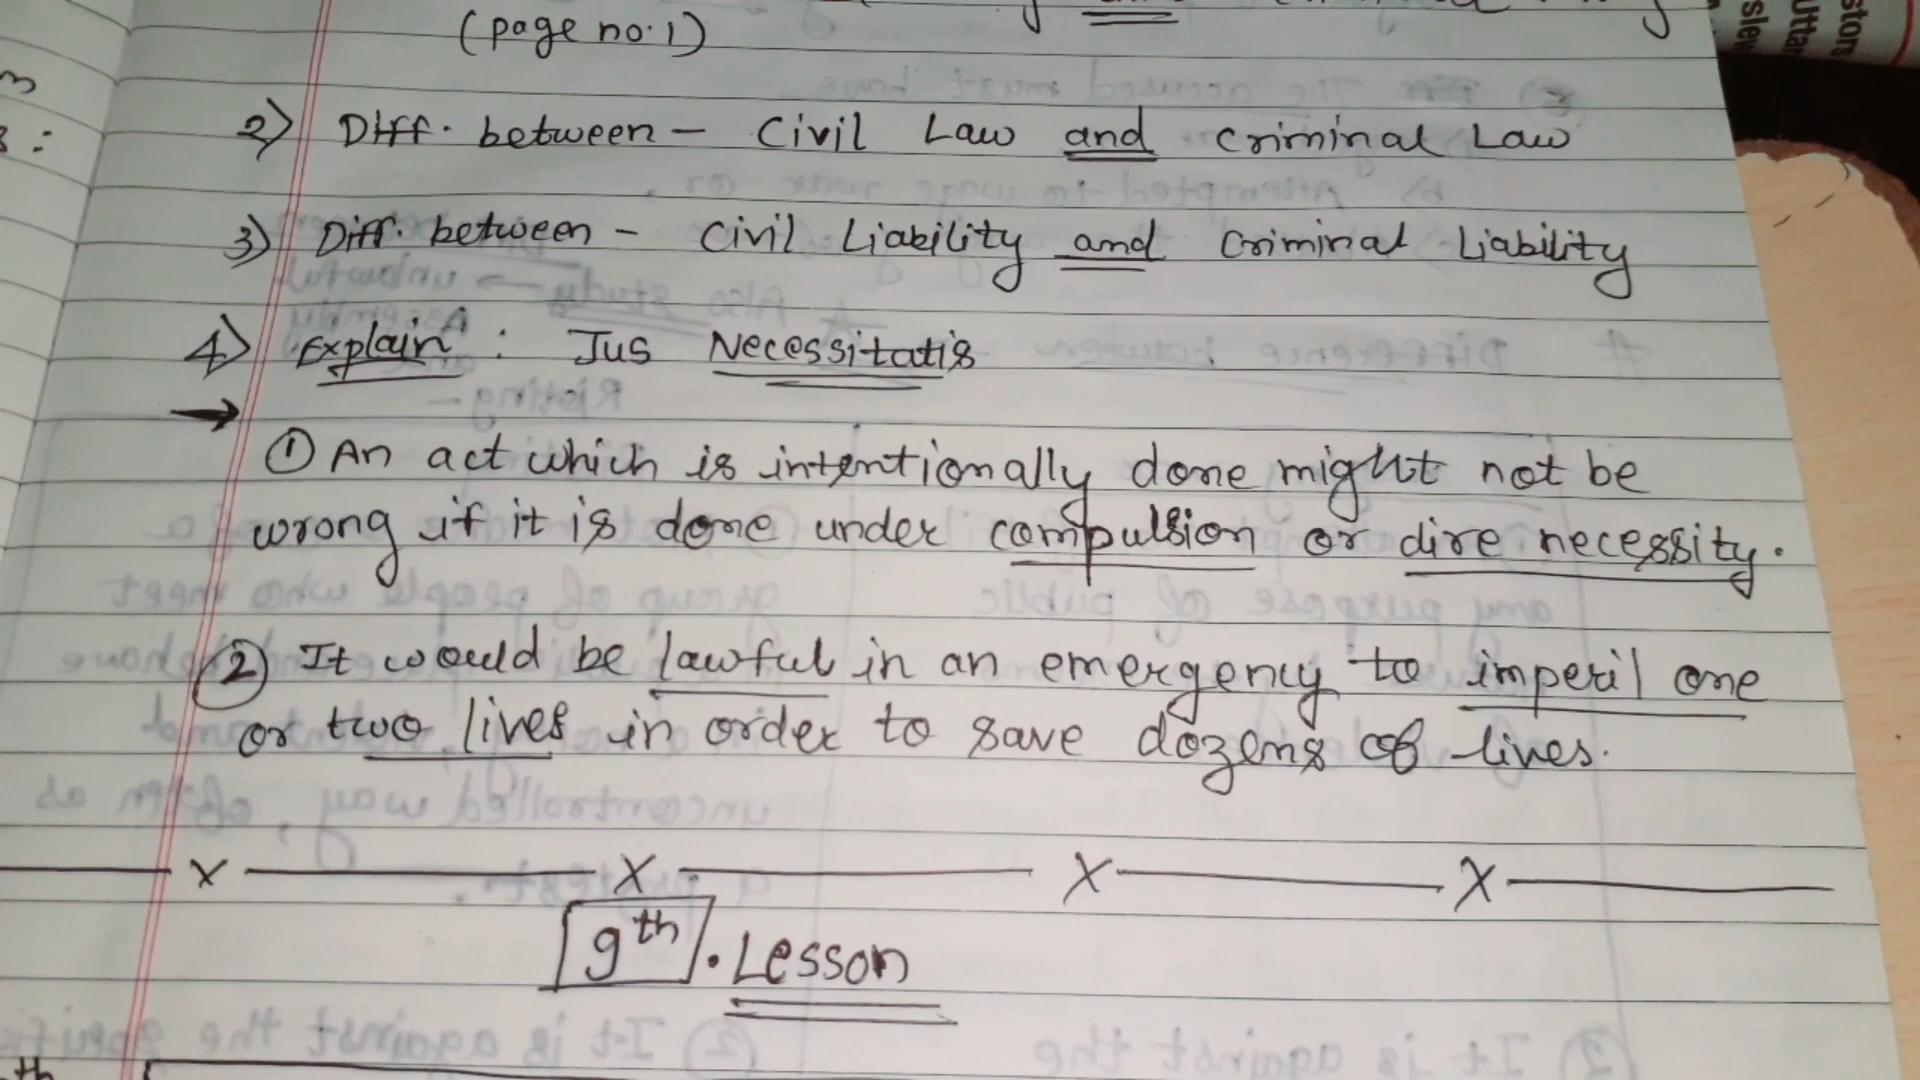 (page no.1)
2) Diff. between - Civil Law and Criminal Law
3) Diff. between - Civil Liability and Criminal Liability
4) Explain : Jus Necessitatis
→
① An act which is intentionally done might not be
wrong if it is done under compulsion or dire necessity.
② It would be lawful in an emergency to imperil one
or two lives in order to save dozens of lives.
x x x x
9th. Lesson